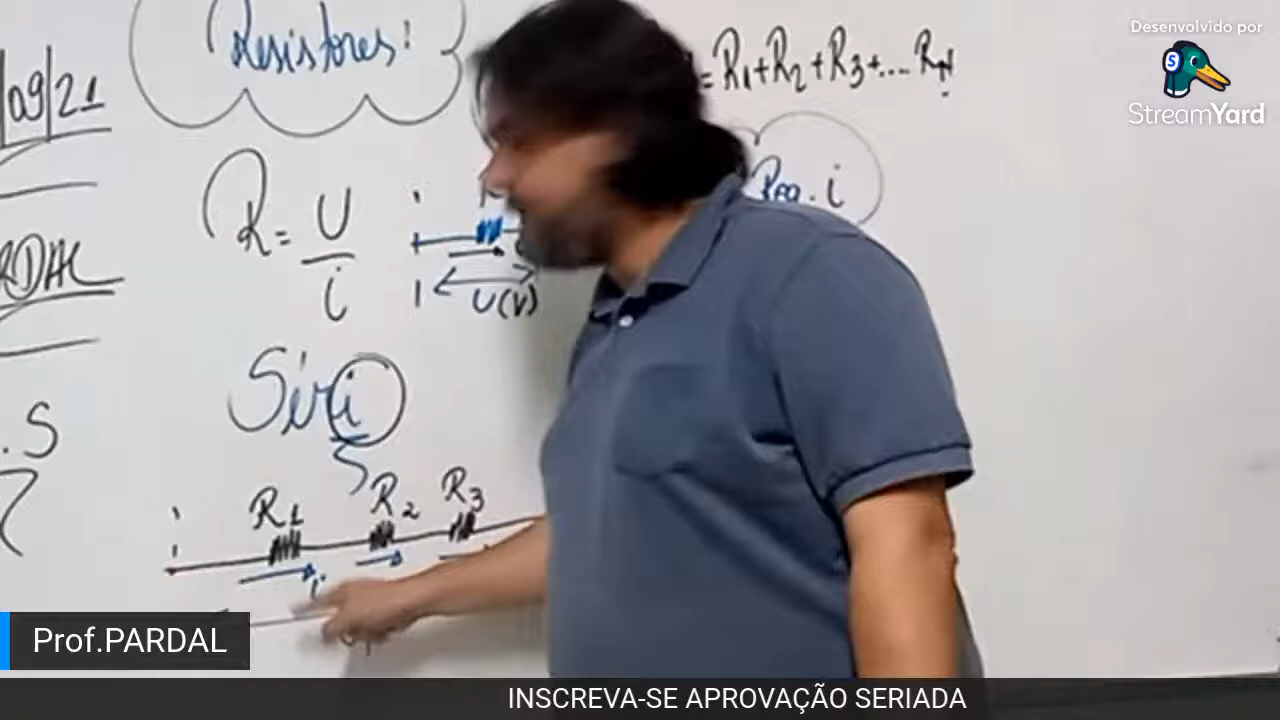 Resistores!
/09/21
R = U/i
i
U(V)
Siri
S
R1 R2 R3
i
= R1+R2+R3+....RN
Req. i
.S
Desenvolvido por
StreamYard
Prof.PARDAL
INSCREVA-SE APROVAÇÃO SERIADA